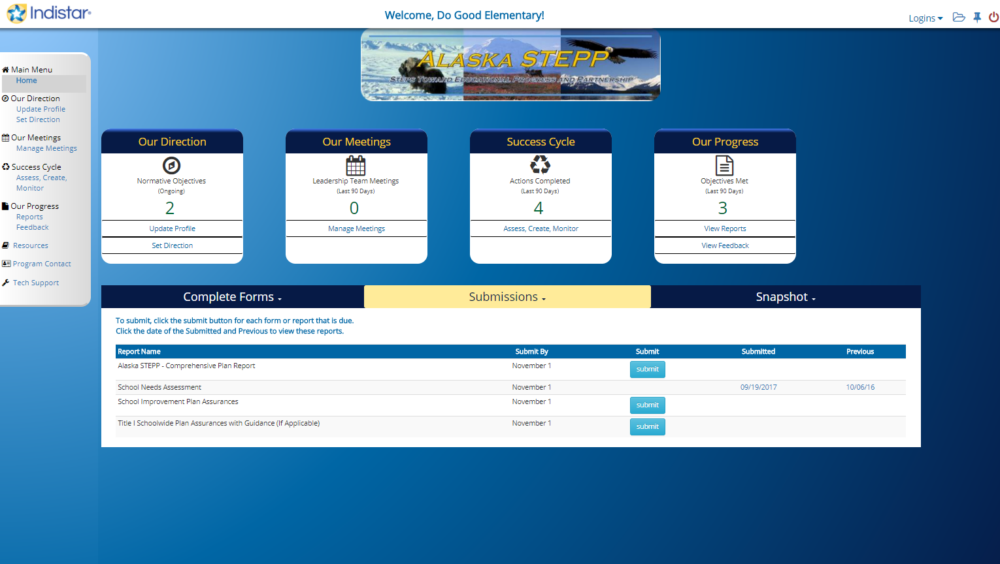 Indistar
Welcome, Do Good Elementary!
Logins
ALASKA STEPP
STEPS TOWARD EDUCATIONAL PROGRESS AND PARTNERSHIP
Main Menu
Home
Our Direction
Update Profile
Set Direction
Our Meetings
Manage Meetings
Success Cycle
Assess, Create,
Monitor
Our Progress
Reports
Feedback
Resources
Program Contact
Tech Support
Our Direction
Normative Objectives
(Ongoing)
2
Update Profile
Set Direction
Our Meetings
Leadership Team Meetings
(Last 90 Days)
0
Manage Meetings
Success Cycle
Actions Completed
(Last 90 Days)
4
Assess, Create, Monitor
Our Progress
Objectives Met
(Last 90 Days)
3
View Reports
View Feedback
Complete Forms Submissions Snapshot
To submit, click the submit button for each form or report that is due.
Click the date of the Submitted and Previous to view these reports.
Report Name Submit By Submit Submitted Previous
Alaska STEPP - Comprehensive Plan Report November 1 submit
School Needs Assessment November 1 09/19/2017 10/06/16
School Improvement Plan Assurances November 1 submit
Title I Schoolwide Plan Assurances with Guidance (If Applicable) November 1 submit